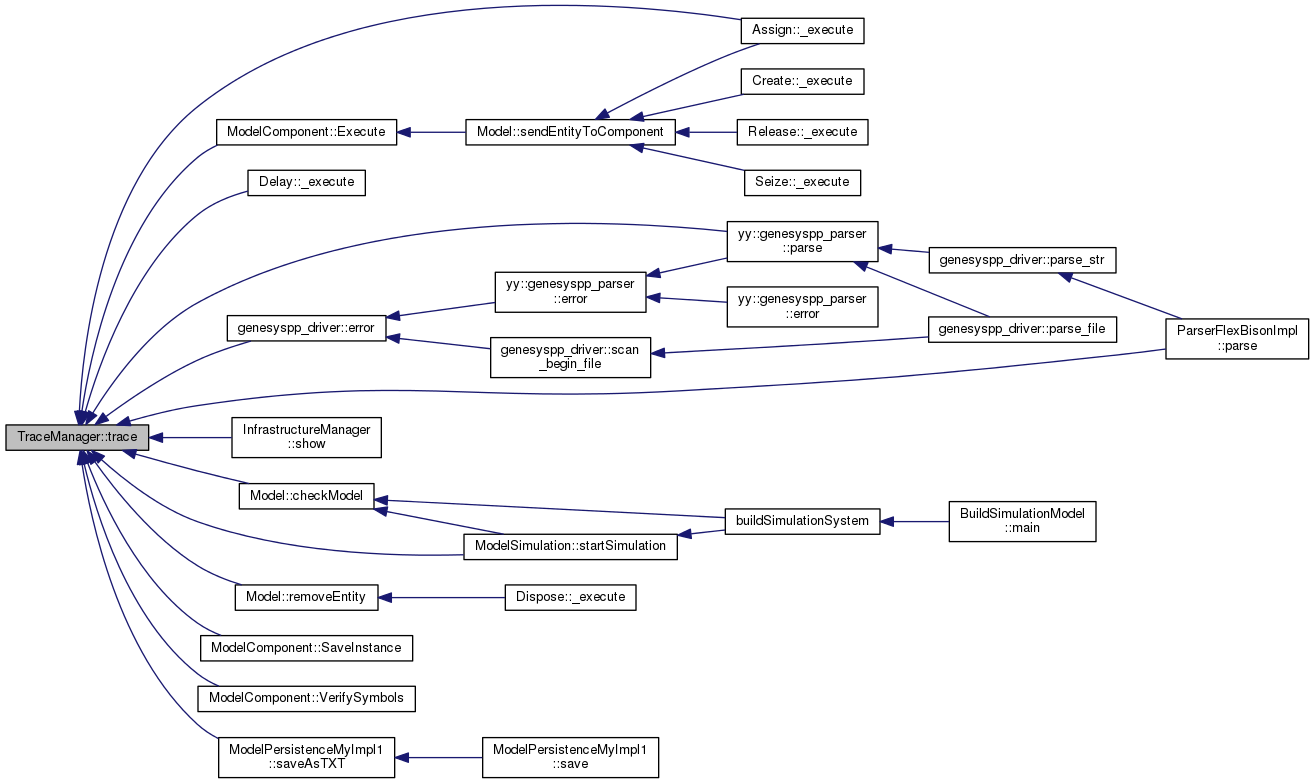 Assign::_execute
Create::_execute
ModelComponent::Execute
Model::sendEntityToComponent
Release::_execute
Delay::_execute
Seize::_execute
yy::genesyspp_parser
::parse
genesyspp_driver::parse_str
yy::genesyspp_parser
::error
yy::genesyspp_parser
::error
genesyspp_driver::error
genesyspp_driver::parse_file
ParserFlexBisonImpl
::parse
genesyspp_driver::scan
_begin_file
TraceManager::trace
InfrastructureManager
::show
Model::checkModel
buildSimulationSystem
BuildSimulationModel
::main
ModelSimulation::startSimulation
Model::removeEntity
Dispose::_execute
ModelComponent::SaveInstance
ModelComponent::VerifySymbols
ModelPersistenceMyImpl1
::saveAsTXT
ModelPersistenceMyImpl1
::save